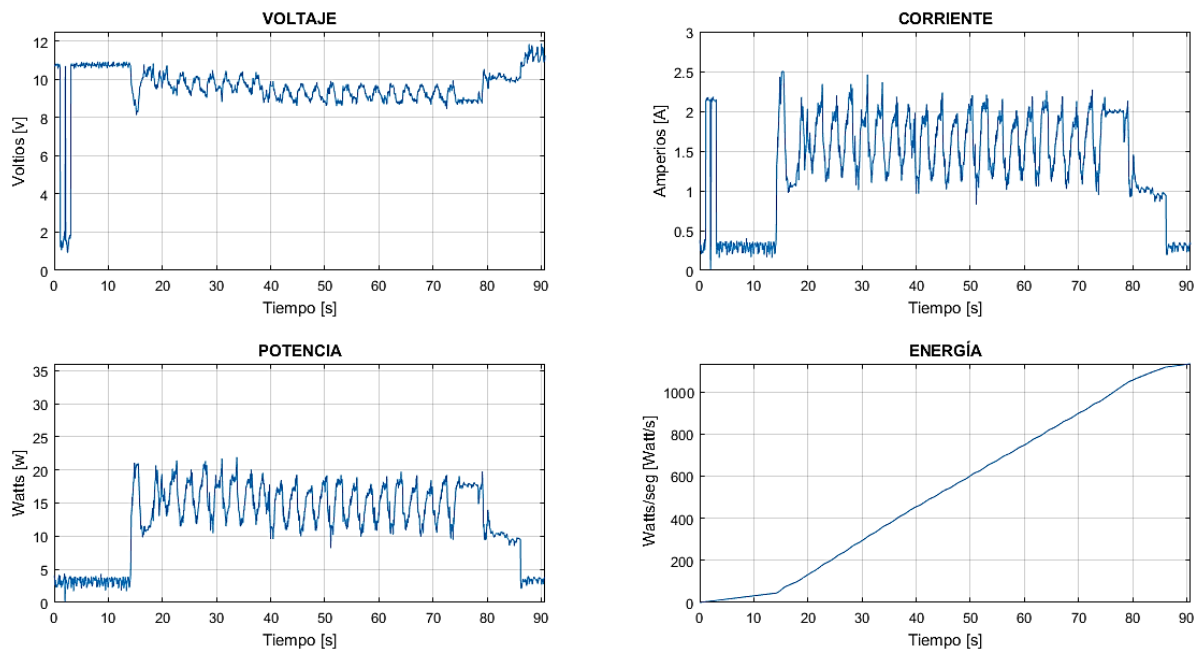 VOLTAJE
12
10
8
6
4
2
0
Voltios [v]
0 10 20 30 40 50 60 70 80 90
Tiempo [s]
CORRIENTE
3
2.5
2
1.5
1
0.5
0
Amperios [A]
0 10 20 30 40 50 60 70 80 90
Tiempo [s]
POTENCIA
35
30
25
20
15
10
5
0
Watts [w]
0 10 20 30 40 50 60 70 80 90
Tiempo [s]
ENERGÍA
1000
800
600
400
200
0
Watts/seg [Watt/s]
0 10 20 30 40 50 60 70 80 90
Tiempo [s]